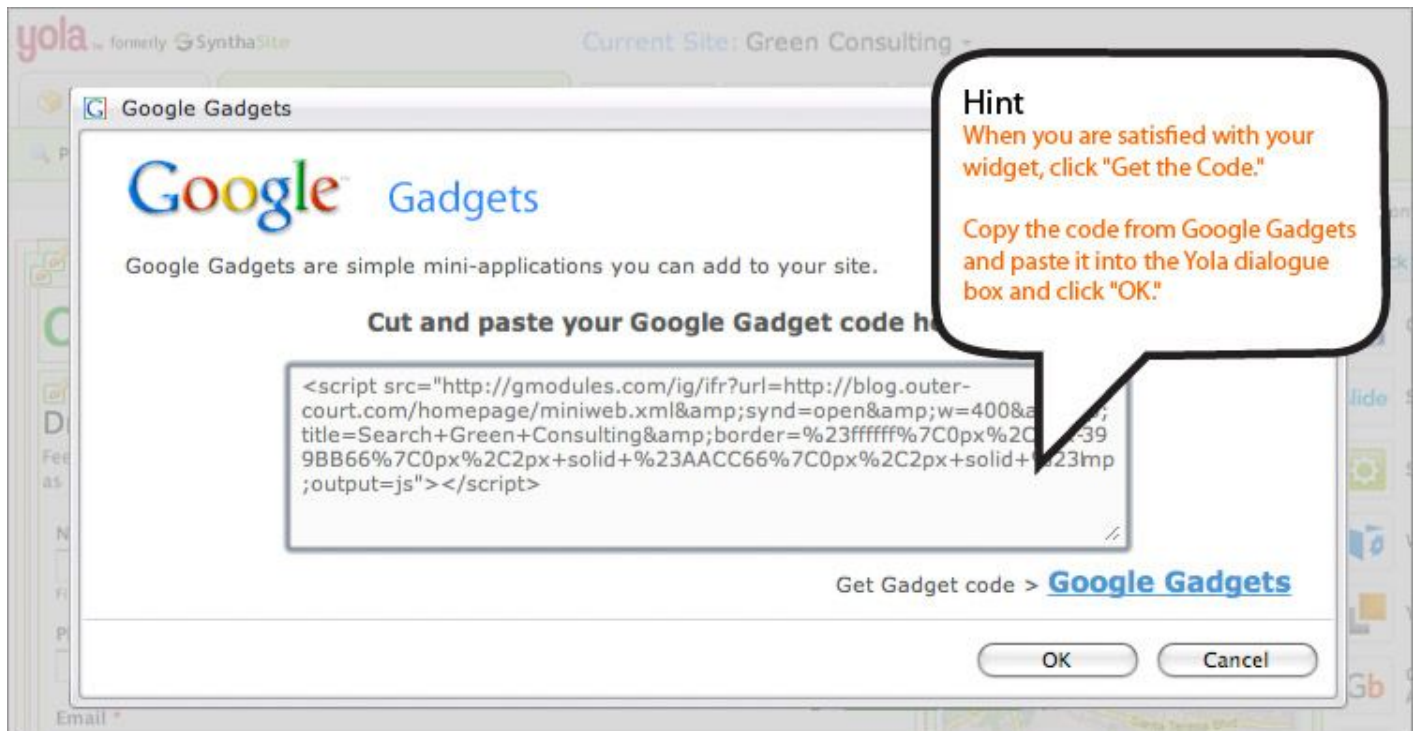 yola formerly SynthaSite
Current Site: Green Consulting
Google Gadgets
Hint
When you are satisfied with your
widget, click "Get the Code."
Copy the code from Google Gadgets
and paste it into the Yola dialogue
box and click "OK."
Google Gadgets
Google Gadgets are simple mini-applications you can add to your site.
Cut and paste your Google Gadget code
<script src="http://gmodules.com/ig/ifr?url=http://blog.outer-
court.com/homepage/miniweb.xml&amp;synd=open&amp;w=400&a
title=Search+Green+Consulting&amp;border=%23ffffff%7C0px%2C
9BB66%7C0px%2C2px+solid+%23AACC66%7C0px%2C2px+solid+
;output=js"></script>
Get Gadget code > Google Gadgets
OK
Cancel
Email *
Gb